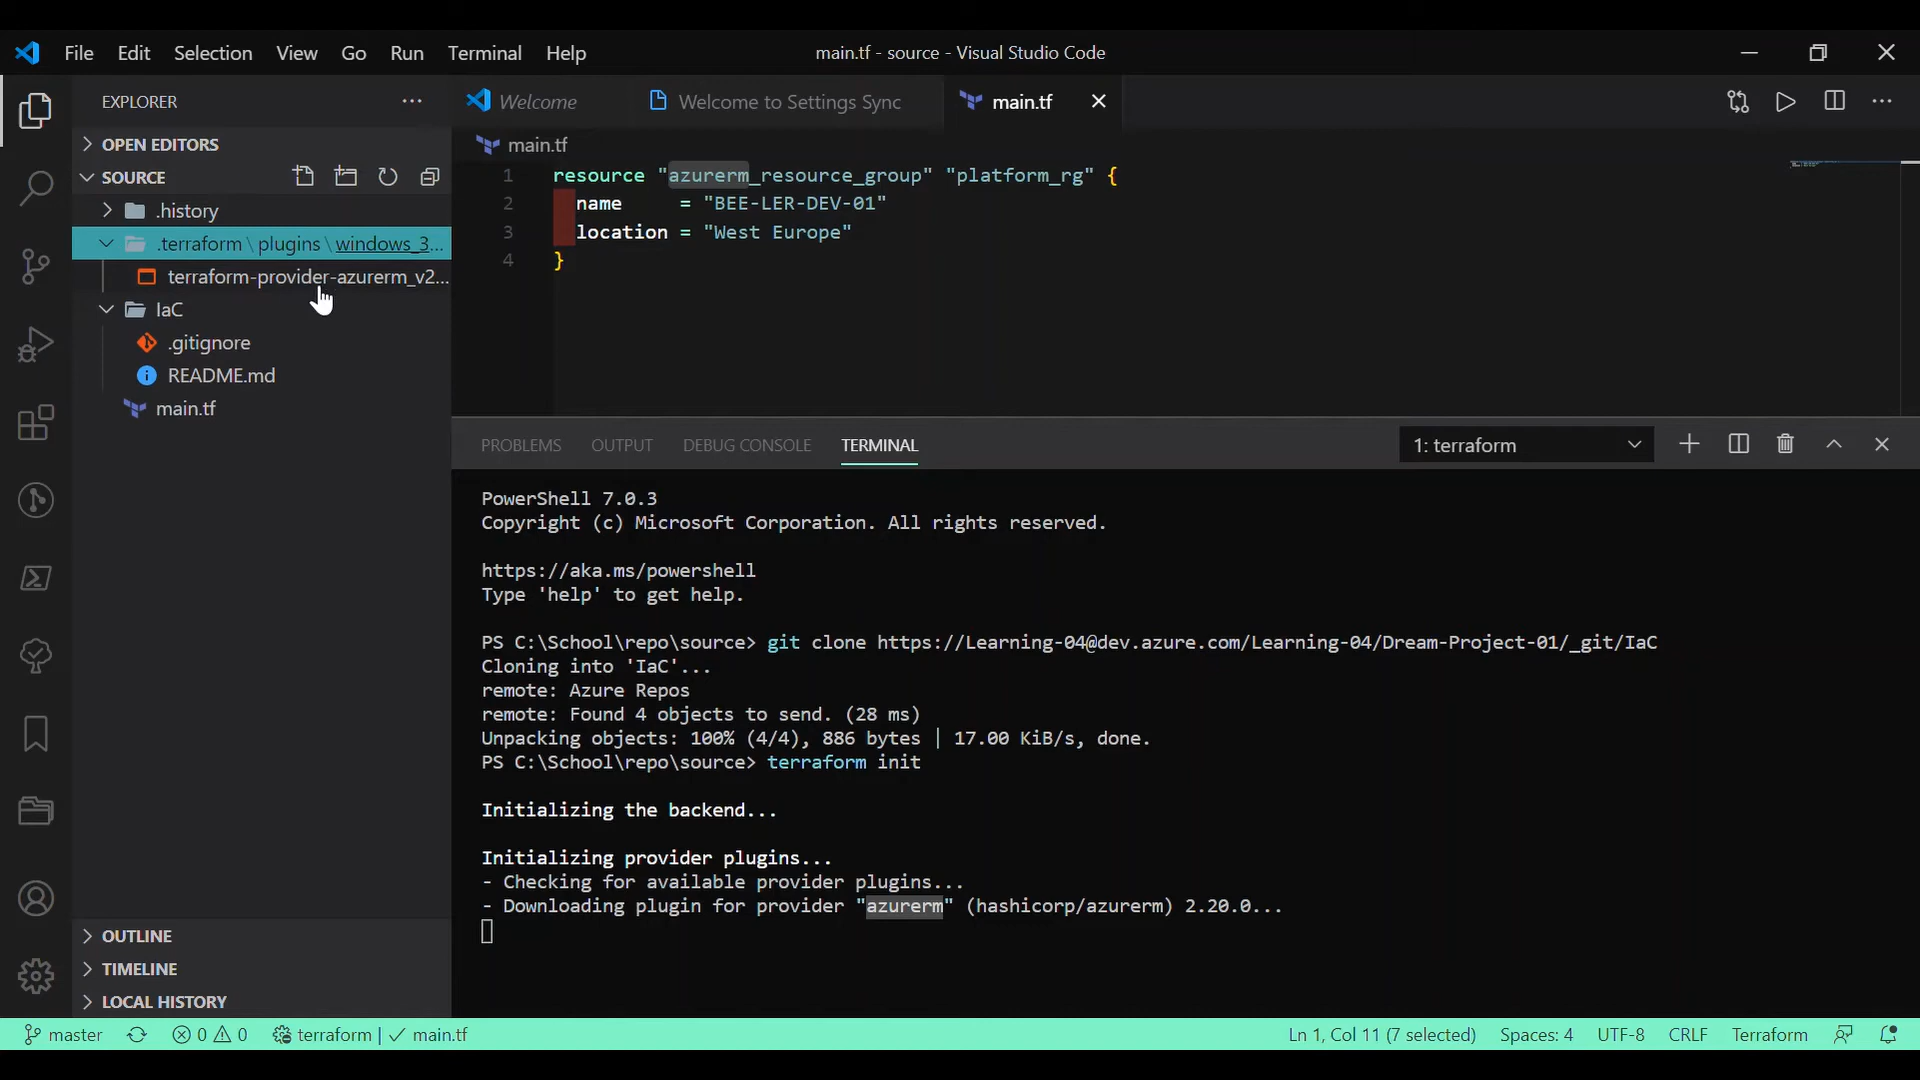 File Edit Selection View Go Run Terminal Help main.tf - source - Visual Studio Code
EXPLORER
OPEN EDITORS
SOURCE
.history
.terraform \ plugins \ windows_3...
terraform-provider-azurerm_v2...
IaC
.gitignore
README.md
main.tf
OUTLINE
TIMELINE
LOCAL HISTORY
Welcome Welcome to Settings Sync main.tf
main.tf
1 resource "azurerm_resource_group" "platform_rg" {
2 name = "BEE-LER-DEV-01"
3 location = "West Europe"
4 }
PROBLEMS OUTPUT DEBUG CONSOLE TERMINAL 1: terraform
PowerShell 7.0.3
Copyright (c) Microsoft Corporation. All rights reserved.
https://aka.ms/powershell
Type 'help' to get help.
PS C:\School\repo\source> git clone https://Learning-04@dev.azure.com/Learning-04/Dream-Project-01/_git/IaC
Cloning into 'IaC'...
remote: Azure Repos
remote: Found 4 objects to send. (28 ms)
Unpacking objects: 100% (4/4), 886 bytes | 17.00 KiB/s, done.
PS C:\School\repo\source> terraform init
Initializing the backend...
Initializing provider plugins...
- Checking for available provider plugins...
- Downloading plugin for provider "azurerm" (hashicorp/azurerm) 2.20.0...
master 0 0 terraform | ✓ main.tf Ln 1, Col 11 (7 selected) Spaces: 4 UTF-8 CRLF Terraform